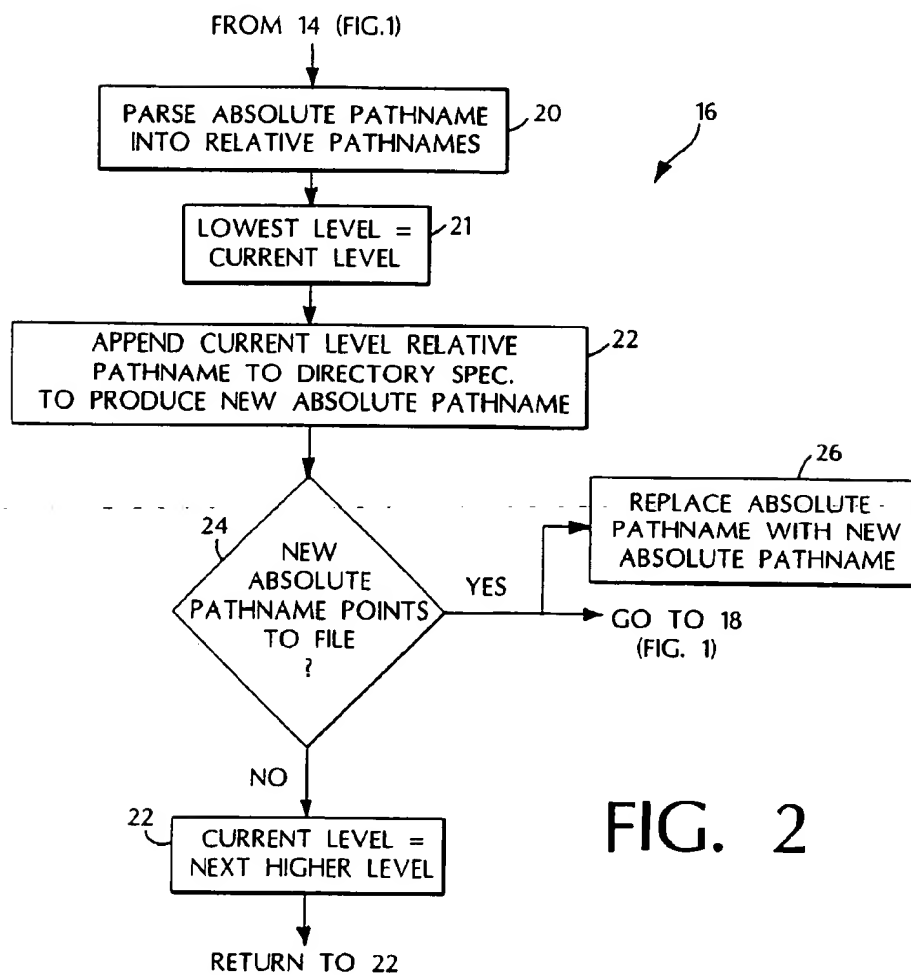 FROM 14 (FIG.1)
PARSE ABSOLUTE PATHNAME
INTO RELATIVE PATHNAMES
20
16
LOWEST LEVEL =
CURRENT LEVEL
21
APPEND CURRENT LEVEL RELATIVE
PATHNAME TO DIRECTORY SPEC.
TO PRODUCE NEW ABSOLUTE PATHNAME
22
26
REPLACE ABSOLUTE
PATHNAME WITH NEW
ABSOLUTE PATHNAME
24
NEW
ABSOLUTE
PATHNAME POINTS
TO FILE
?
YES
GO TO 18
(FIG. 1)
NO
22
CURRENT LEVEL =
NEXT HIGHER LEVEL
RETURN TO 22
FIG. 2